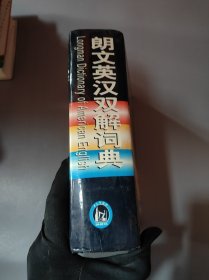 朗文英汉双解词典
Longman Dictionary of American English